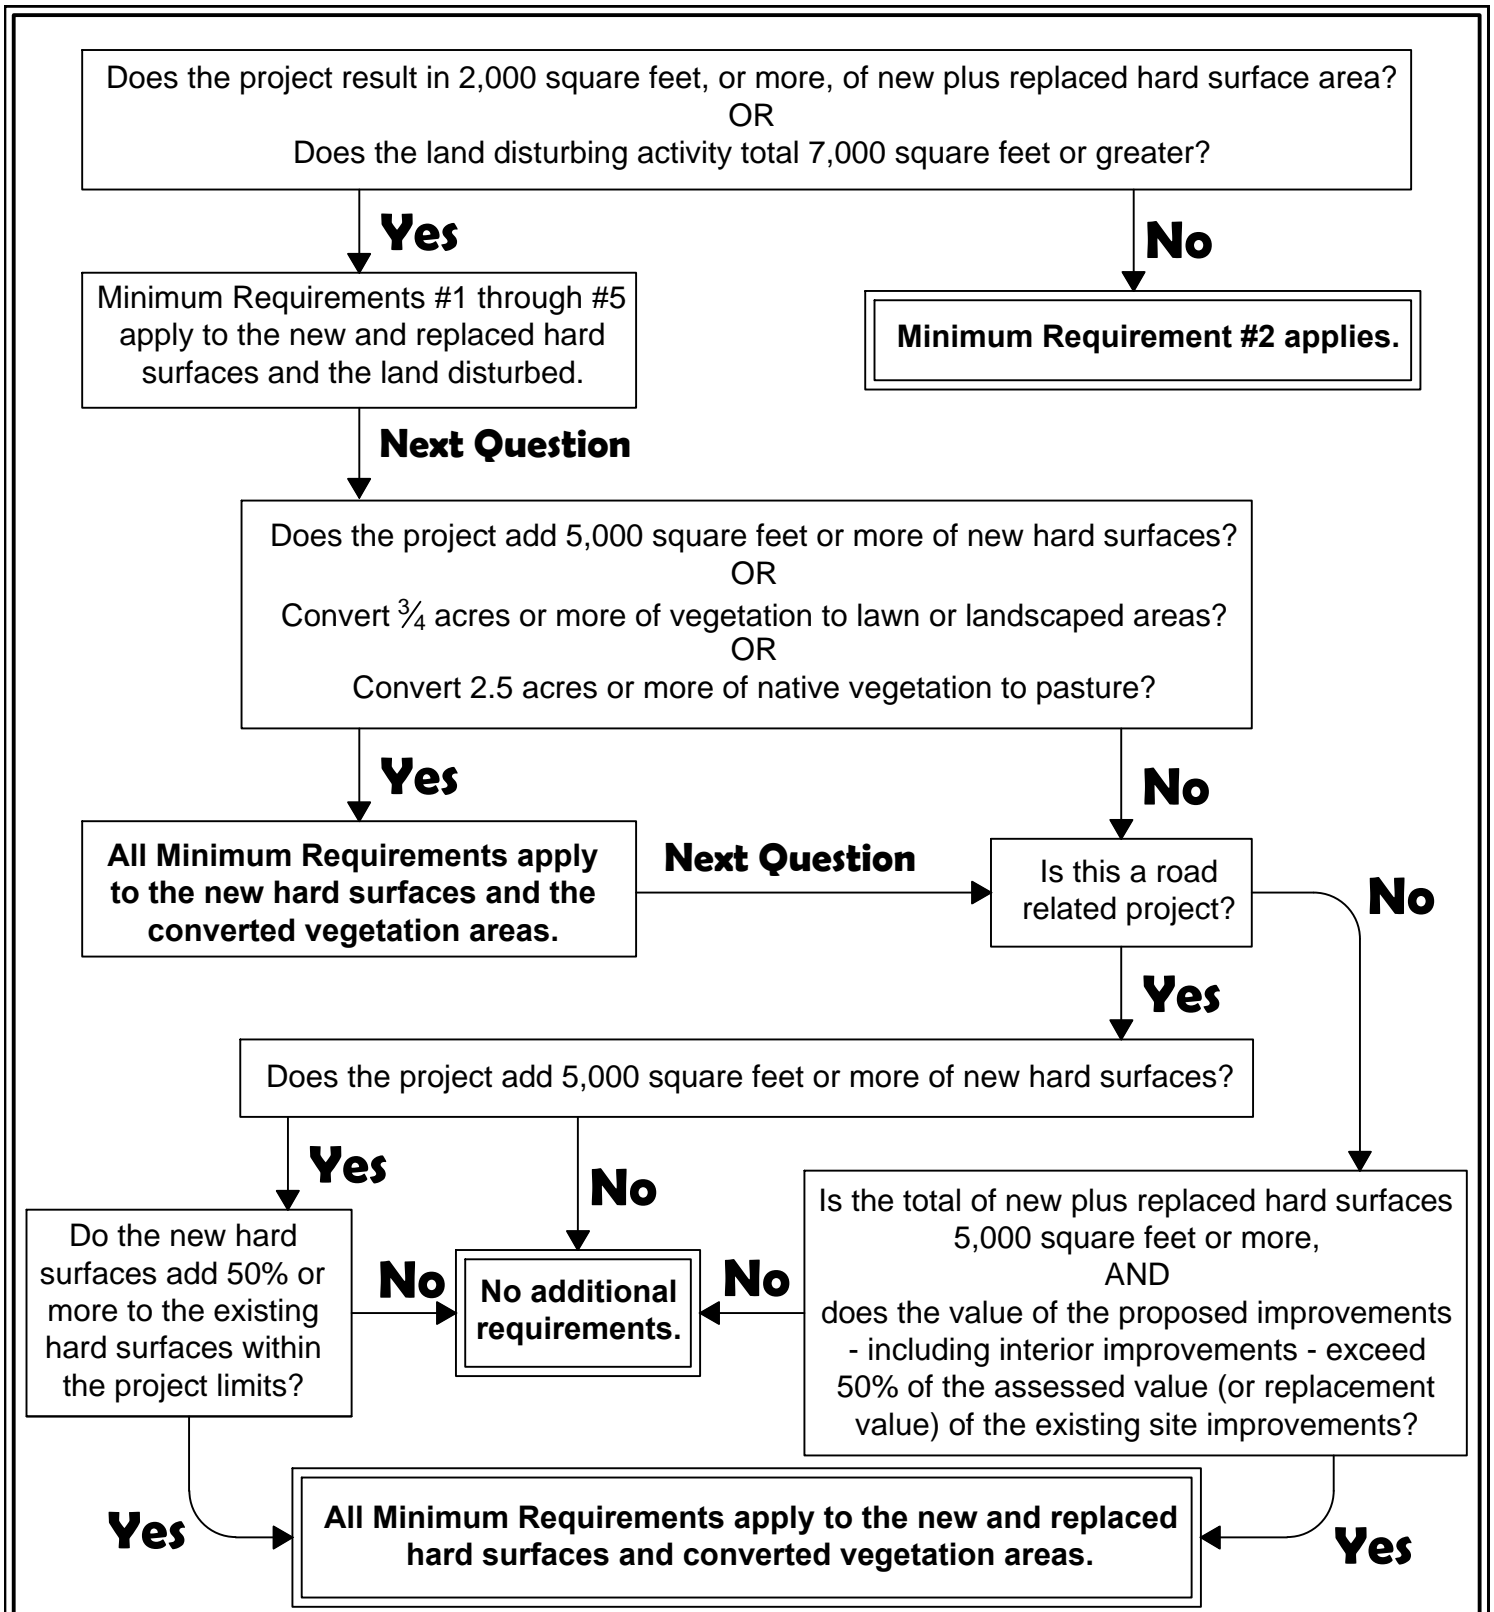 Does the project result in 2,000 square feet, or more, of new plus replaced hard surface area?
OR
Does the land disturbing activity total 7,000 square feet or greater?
Yes
No
Minimum Requirements #1 through #5
apply to the new and replaced hard
surfaces and the land disturbed.
Minimum Requirement #2 applies.
Next Question
Does the project add 5,000 square feet or more of new hard surfaces?
OR
Convert ¾ acres or more of vegetation to lawn or landscaped areas?
OR
Convert 2.5 acres or more of native vegetation to pasture?
Yes
No
All Minimum Requirements apply
to the new hard surfaces and the
converted vegetation areas.
Next Question
Is this a road
related project?
No
Yes
Does the project add 5,000 square feet or more of new hard surfaces?
Yes
No
Do the new hard
surfaces add 50% or
more to the existing
hard surfaces within
the project limits?
No
No additional
requirements.
No
Is the total of new plus replaced hard surfaces
5,000 square feet or more,
AND
does the value of the proposed improvements
- including interior improvements - exceed
50% of the assessed value (or replacement
value) of the existing site improvements?
Yes
All Minimum Requirements apply to the new and replaced
hard surfaces and converted vegetation areas.
Yes